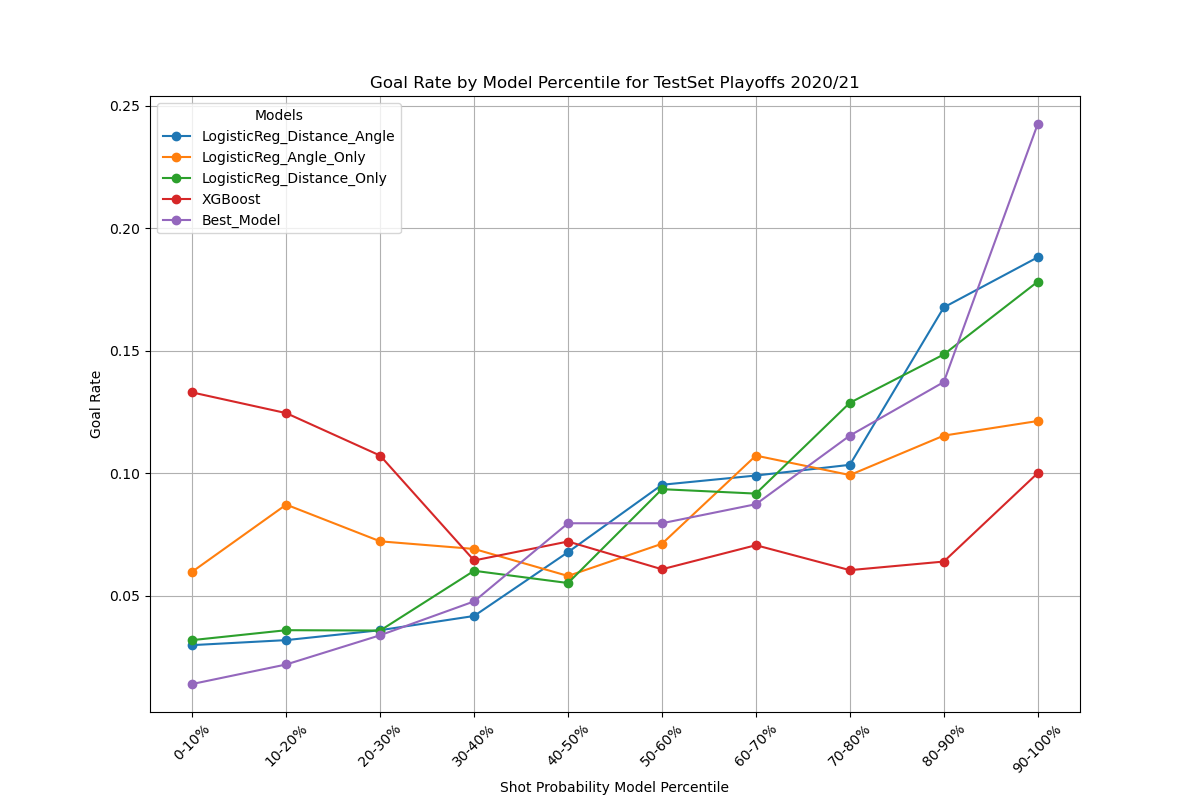 Goal Rate by Model Percentile for TestSet Playoffs 2020/21
Models
LogisticReg_Distance_Angle
LogisticReg_Angle_Only
LogisticReg_Distance_Only
XGBoost
Best_Model
0.25
0.20
0.15
0.10
0.05
Goal Rate
0-10%
10-20%
20-30%
30-40%
40-50%
50-60%
60-70%
70-80%
80-90%
90-100%
Shot Probability Model Percentile